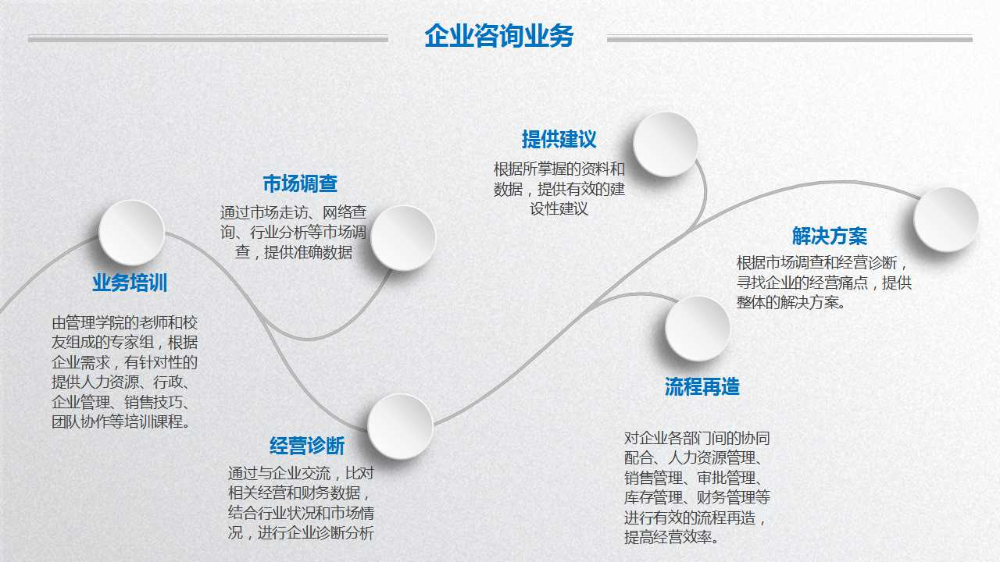 企业咨询业务
业务培训
由管理学院的老师和校
友组成的专家组，根据
企业需求，有针对性的
提供人力资源、行政、
企业管理、销售技巧、
团队协作等培训课程。
市场调查
通过市场走访、网络查
询、行业分析等市场调
查，提供准确数据
经营诊断
通过与企业交流，比对
相关经营和财务数据，
结合行业状况和市场情
况，进行企业诊断分析
提供建议
根据所掌握的资料和
数据，提供有效的建
设性建议
流程再造
对企业各部门间的协同
配合、人力资源管理、
销售管理、审批管理、
库存管理、财务管理等
进行有效的流程再造，
提高经营效率。
解决方案
根据市场调查和经营诊断，
寻找企业的经营痛点，提供
整体的解决方案。